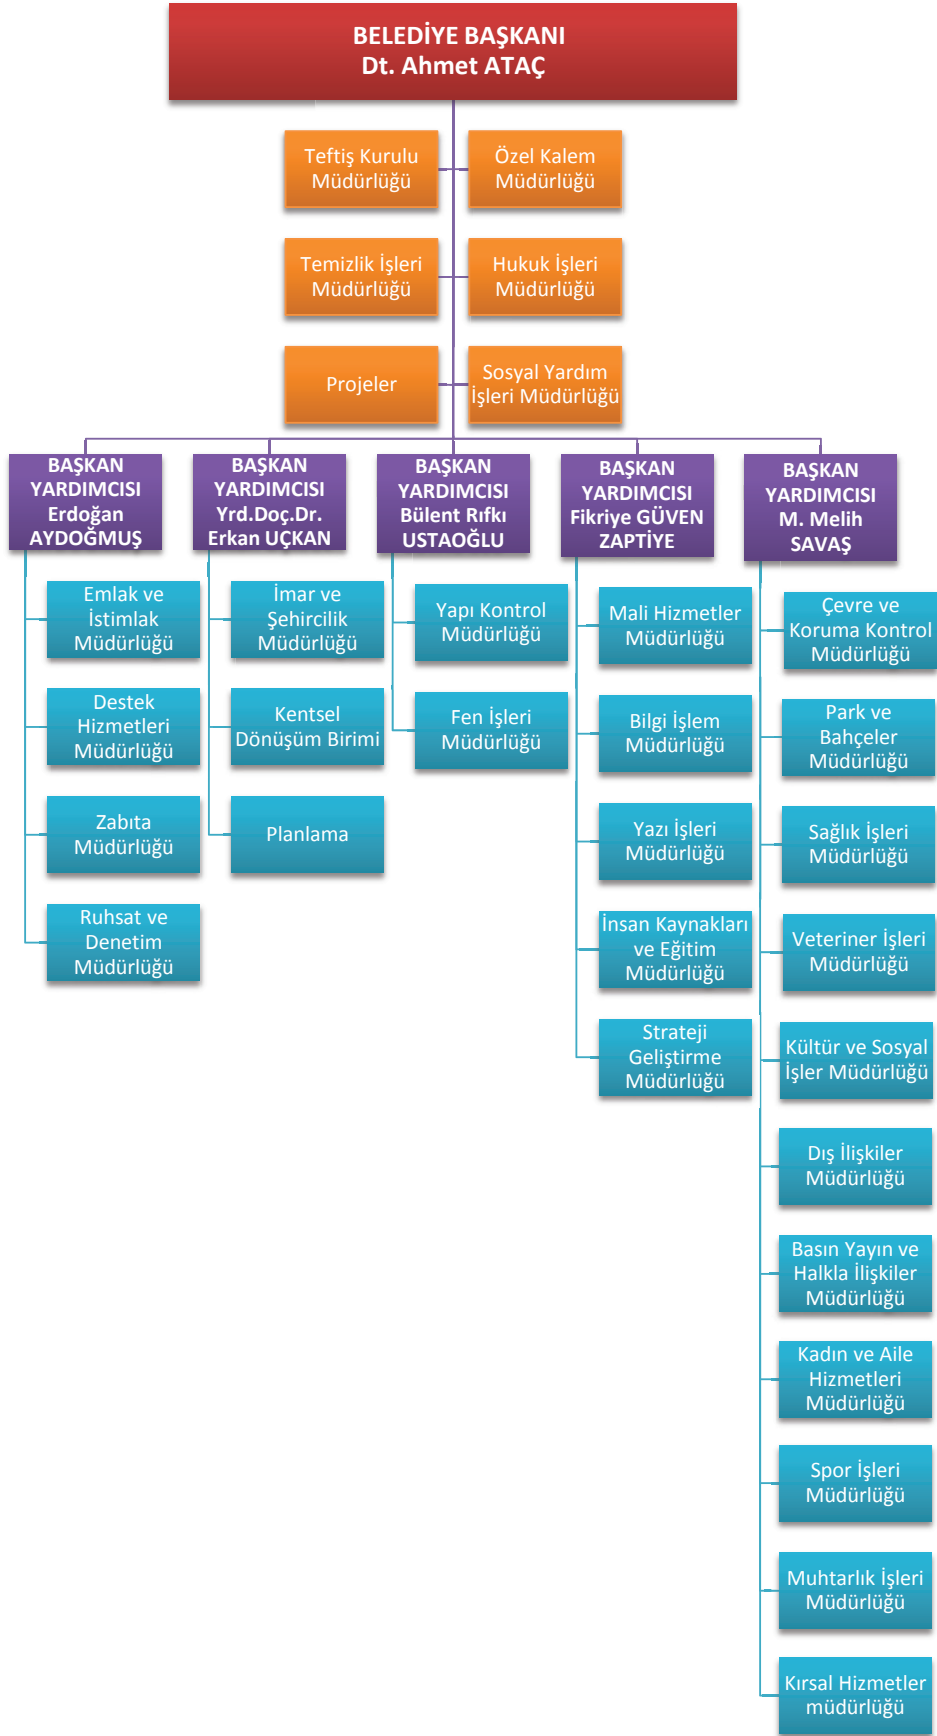 BELEDİYE BAŞKANI
Dt. Ahmet ATAÇ
Teftiş Kurulu
Müdürlüğü
Özel Kalem
Müdürlüğü
Temizlik İşleri
Müdürlüğü
Hukuk İşleri
Müdürlüğü
Projeler
Sosyal Yardım
İşleri Müdürlüğü
BAŞKAN
YARDIMCISI
Erdoğan
AYDOĞMUŞ
Emlak ve
İstimlak
Müdürlüğü
Destek
Hizmetleri
Müdürlüğü
Zabıta
Müdürlüğü
Ruhsat ve
Denetim
Müdürlüğü
BAŞKAN
YARDIMCISI
Yrd.Doç.Dr.
Erkan UÇKAN
İmar ve
Şehircilik
Müdürlüğü
Kentsel
Dönüşüm Birimi
Planlama
BAŞKAN
YARDIMCISI
Bülent Rıfkı
USTAOĞLU
Yapı Kontrol
Müdürlüğü
Fen İşleri
Müdürlüğü
BAŞKAN
YARDIMCISI
Fikriye GÜVEN
ZAPTİYE
Mali Hizmetler
Müdürlüğü
Bilgi İşlem
Müdürlüğü
Yazı İşleri
Müdürlüğü
İnsan Kaynakları
ve Eğitim
Müdürlüğü
Strateji
Geliştirme
Müdürlüğü
BAŞKAN
YARDIMCISI
M. Melih
SAVAŞ
Çevre ve
Koruma Kontrol
Müdürlüğü
Park ve
Bahçeler
Müdürlüğü
Sağlık İşleri
Müdürlüğü
Veteriner İşleri
Müdürlüğü
Kültür ve Sosyal
İşler Müdürlüğü
Dış İlişkiler
Müdürlüğü
Basın Yayın ve
Halkla İlişkiler
Müdürlüğü
Kadın ve Aile
Hizmetleri
Müdürlüğü
Spor İşleri
Müdürlüğü
Muhtarlık İşleri
Müdürlüğü
Kırsal Hizmetler
müdürlüğü